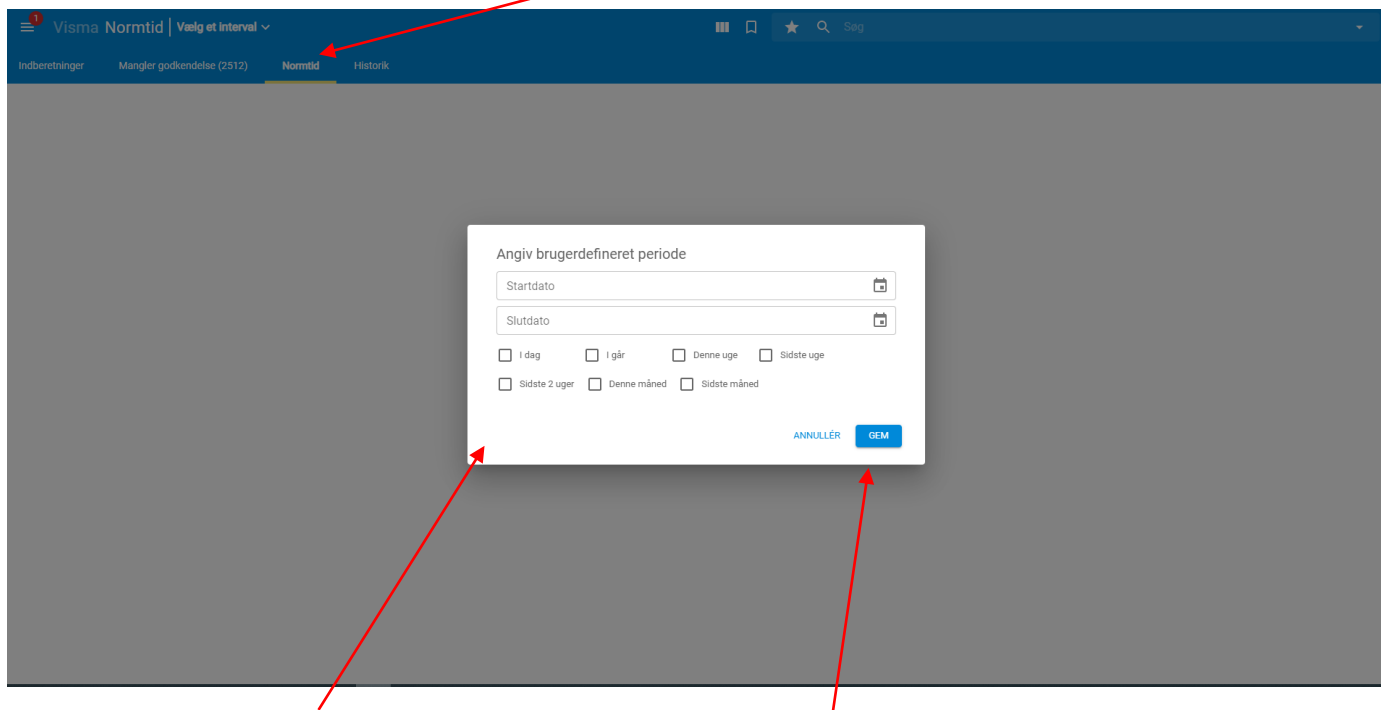 1
Visma Normtid | Vælg et interval
Søg
Indberetninger Mangler godkendelse (2512) Normtid Historik
Angiv brugerdefineret periode
Startdato
Slutdato
I dag I går Denne uge Sidste uge
Sidste 2 uger Denne måned Sidste måned
ANNULLÉR GEM